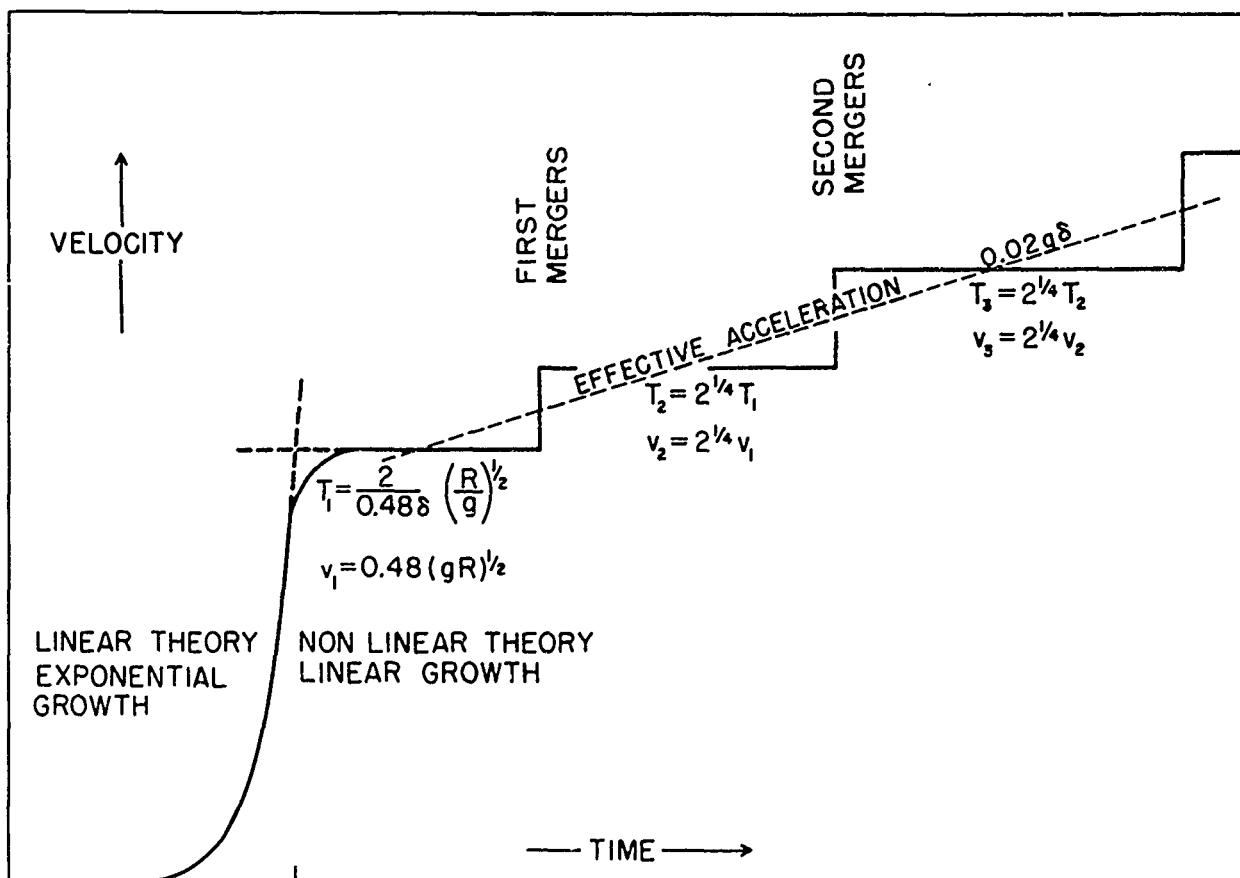 VELOCITY
FIRST
MERGERS
SECOND
MERGERS
EFFECTIVE ACCELERATION
0.02gδ
T₃ = 2^¼ T₂
v₃ = 2^¼ v₂
T₂ = 2^¼ T₁
v₂ = 2^¼ v₁
T₁ = 2/0.48δ (R/g)^½
v₁ = 0.48 (gR)^½
LINEAR THEORY
EXPONENTIAL
GROWTH
NON LINEAR THEORY
LINEAR GROWTH
TIME